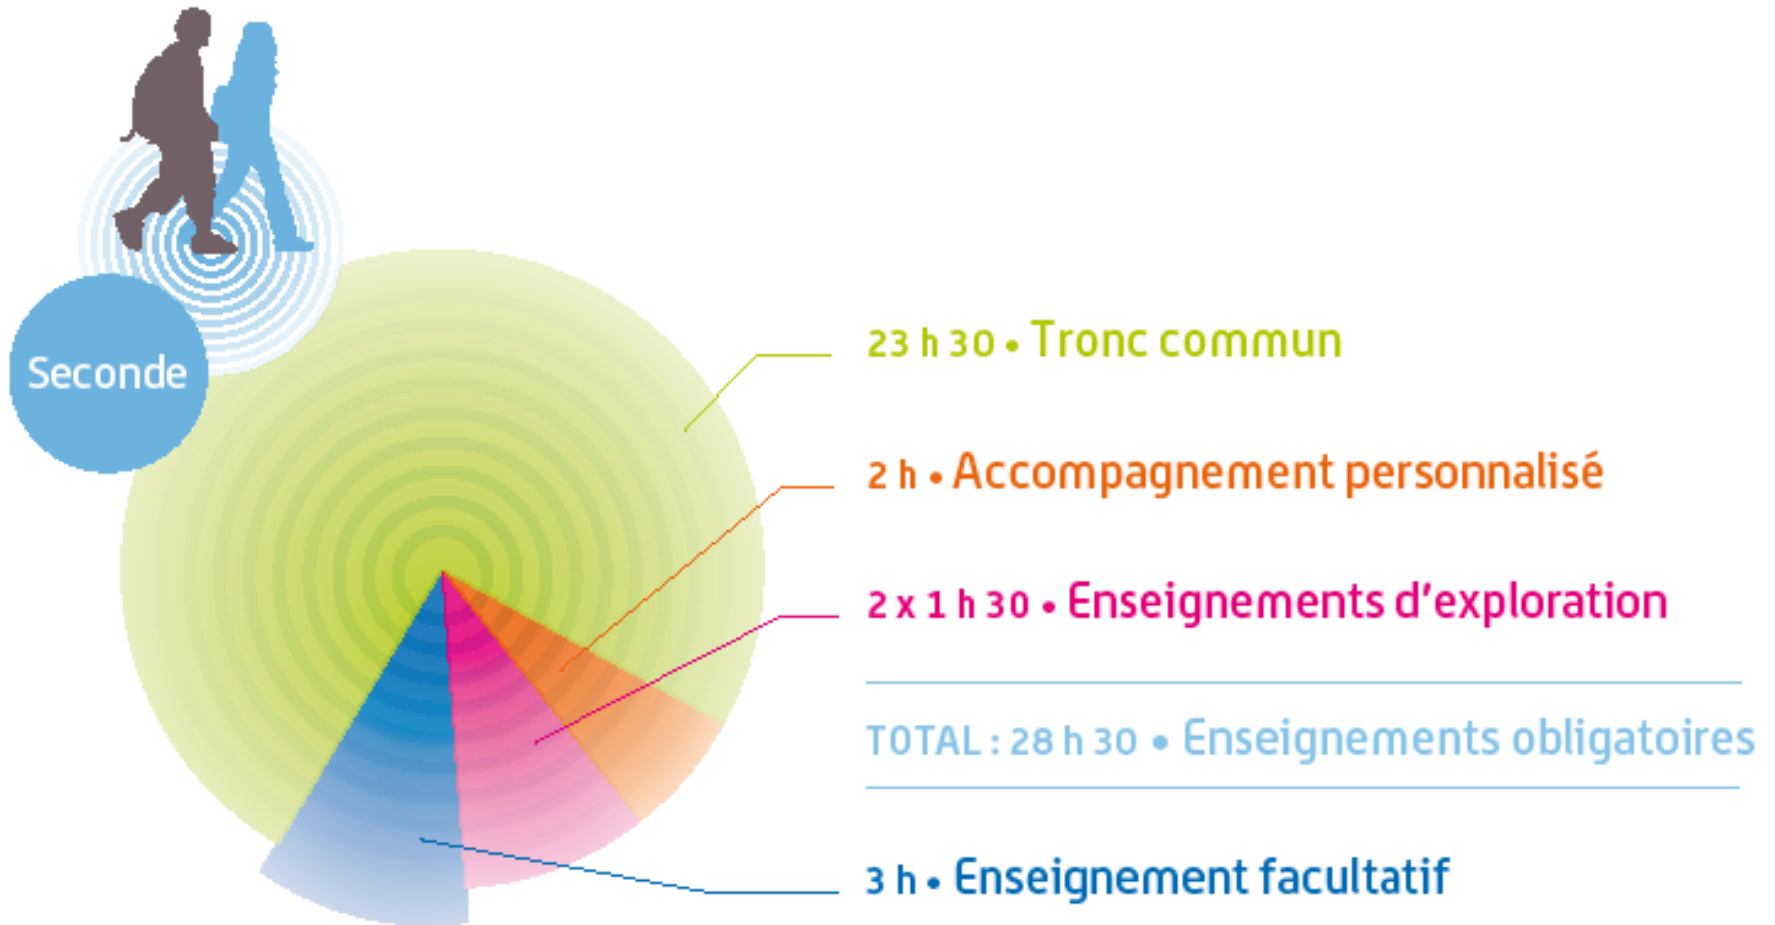 Seconde
23 h 30 • Tronc commun
2 h • Accompagnement personnalisé
2 x 1 h 30 • Enseignements d'exploration
TOTAL : 28 h 30 • Enseignements obligatoires
3 h • Enseignement facultatif